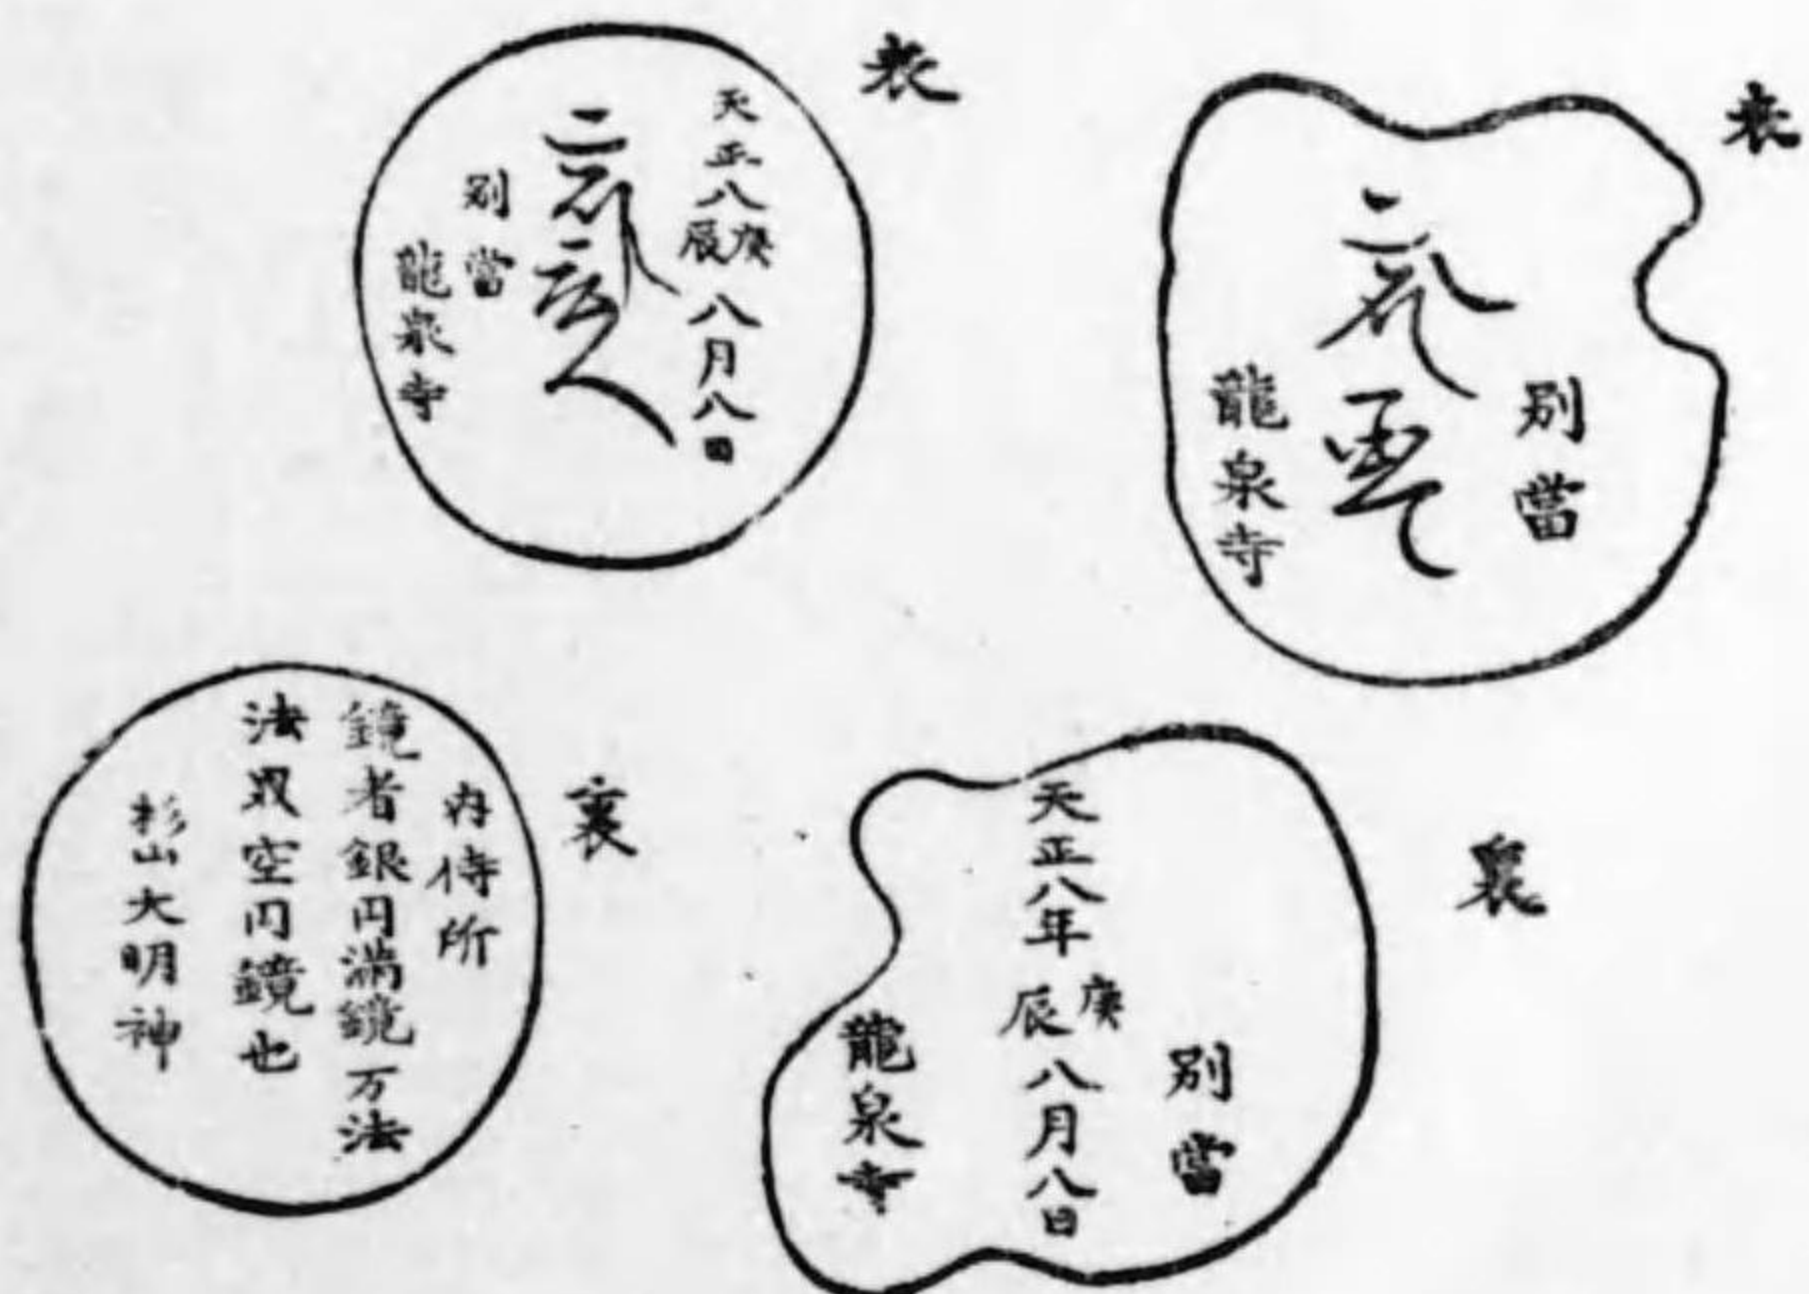 表
別當
龍泉寺
裏
別當
天正八年庚辰八月八日
龍泉寺
表
天正八庚辰八月八日
別當
龍泉寺
裏
内侍所
鏡者銀円満鏡万法
法界空円鏡也
杉山大明神